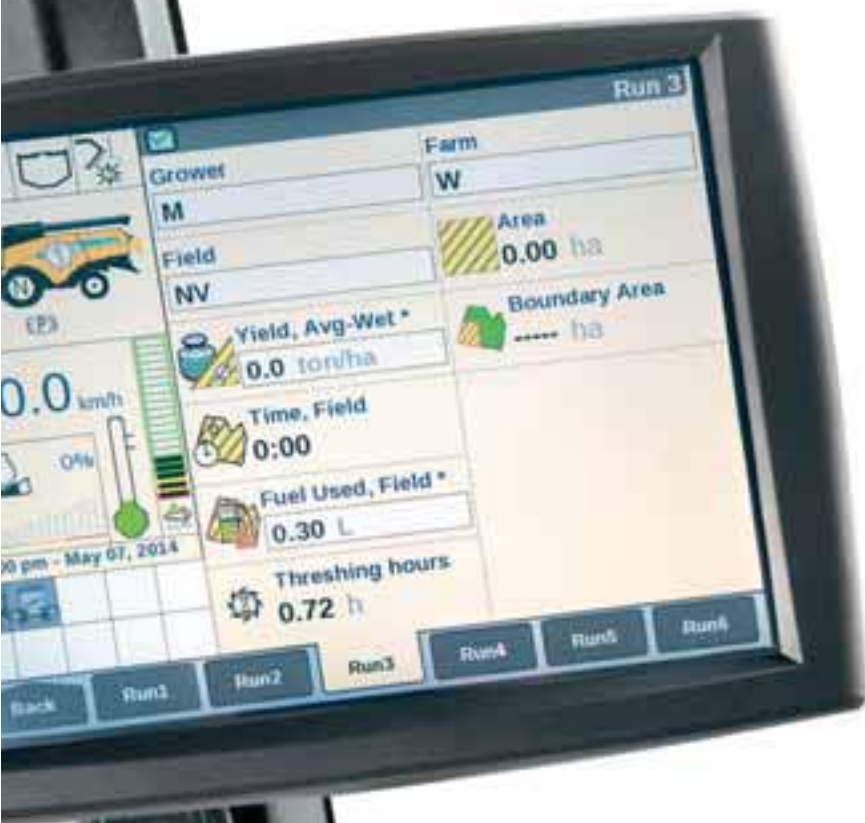 Run 3
Grower
M
Farm
W
Field
NV
Area
0.00 ha
Boundary Area
----- ha
Yield, Avg-Wet *
0.0 ton/ha
Time, Field
0:00
Fuel Used, Field *
0.30 L
Threshing hours
0.72 h
N
(P)
0.0 km/h
0%
00 pm - May 07, 2014
Back
Run1
Run2
Run3
Run4
Run5
Run6